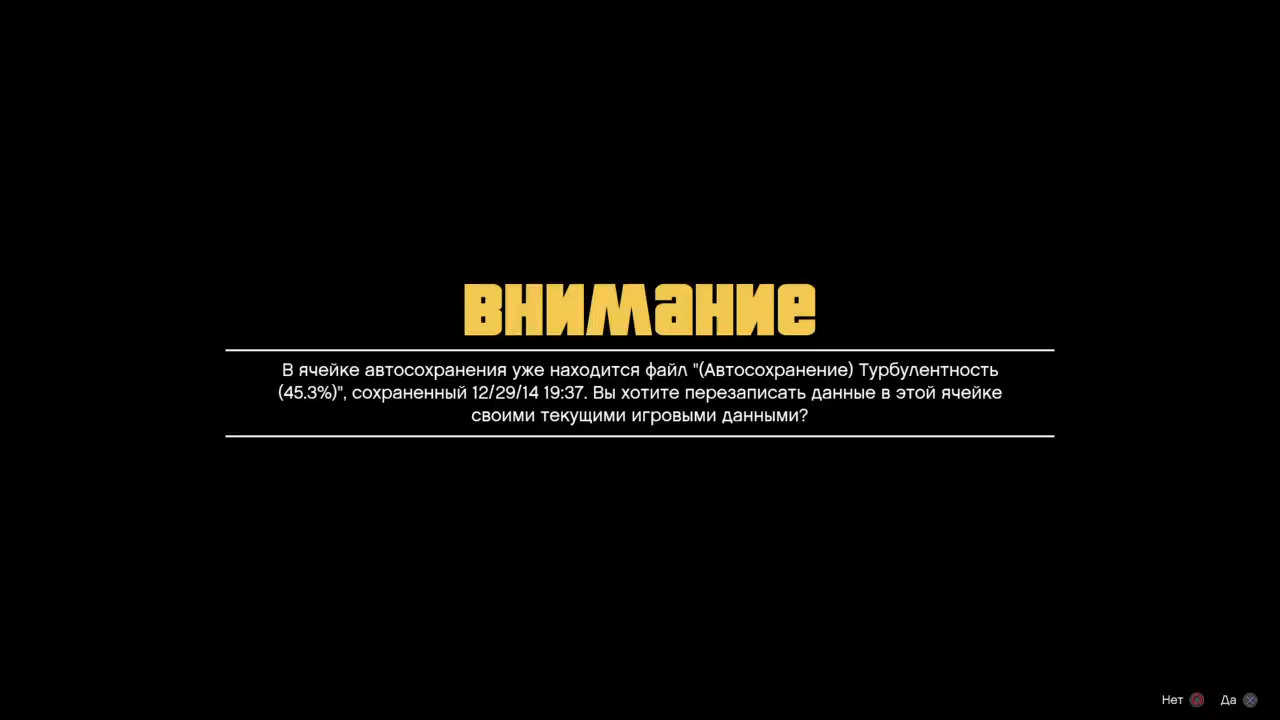 внимание
В ячейке автосохранения уже находится файл "(Автосохранение) Турбулентность
(45.3%)", сохраненный 12/29/14 19:37. Вы хотите перезаписать данные в этой ячейке
своими текущими игровыми данными?
Нет Да